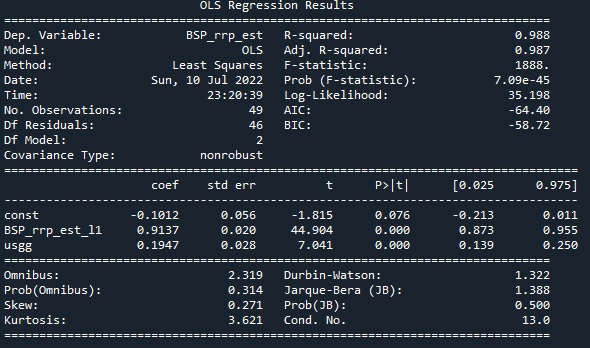 OLS Regression Results
==============================================================================
Dep. Variable: BSP_rrp_est R-squared: 0.988
Model: OLS Adj. R-squared: 0.987
Method: Least Squares F-statistic: 1888.
Date: Sun, 10 Jul 2022 Prob (F-statistic): 7.09e-45
Time: 23:20:39 Log-Likelihood: 35.198
No. Observations: 49 AIC: -64.40
Df Residuals: 46 BIC: -58.72
Df Model: 2
Covariance Type: nonrobust
==================================================================================
coef std err t P>|t| [0.025 0.975]
----------------------------------------------------------------------------------
const -0.1012 0.056 -1.815 0.076 -0.213 0.011
BSP_rrp_est_l1 0.9137 0.020 44.904 0.000 0.873 0.955
usgg 0.1947 0.028 7.041 0.000 0.139 0.250
==============================================================================
Omnibus: 2.319 Durbin-Watson: 1.322
Prob(Omnibus): 0.314 Jarque-Bera (JB): 1.388
Skew: 0.271 Prob(JB): 0.500
Kurtosis: 3.621 Cond. No. 13.0
==============================================================================